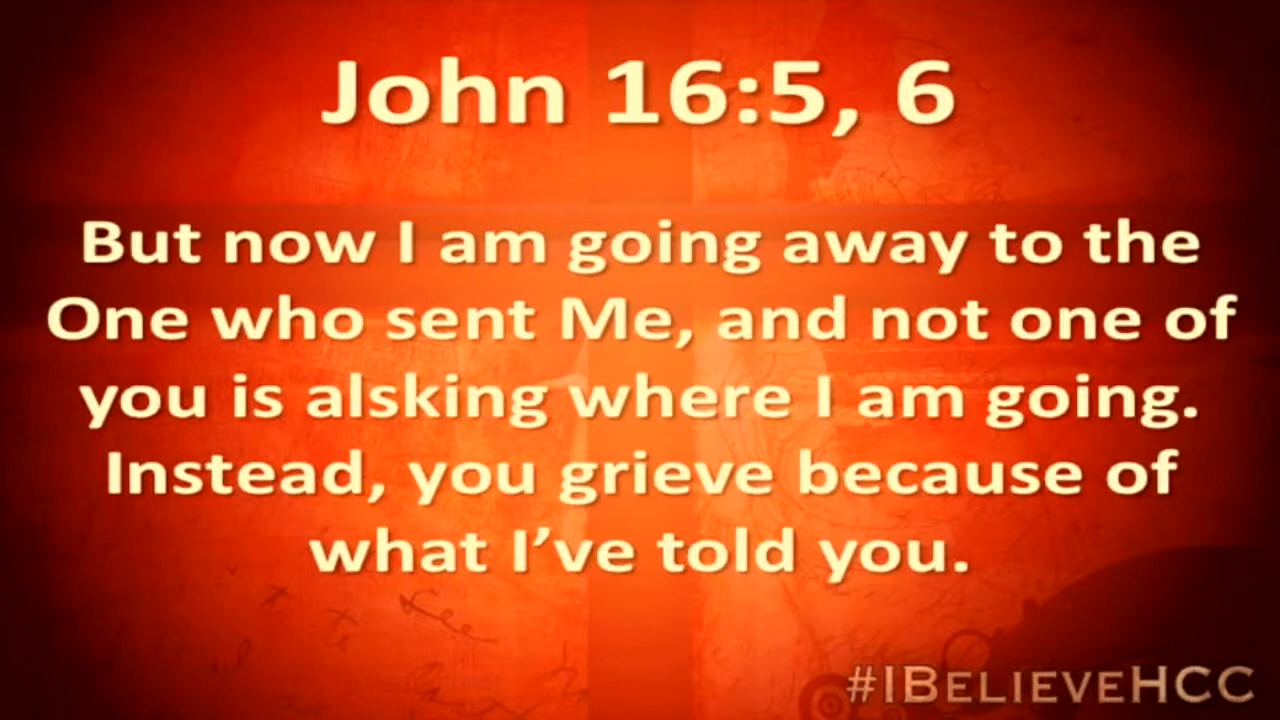 John 16:5, 6
But now I am going away to the
One who sent Me, and not one of
you is alsking where I am going.
Instead, you grieve because of
what I’ve told you.
#IBELIEVEHCC